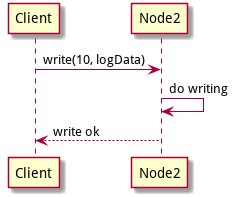 Client Node2
write(10, logData)
do writing
write ok
Client Node2